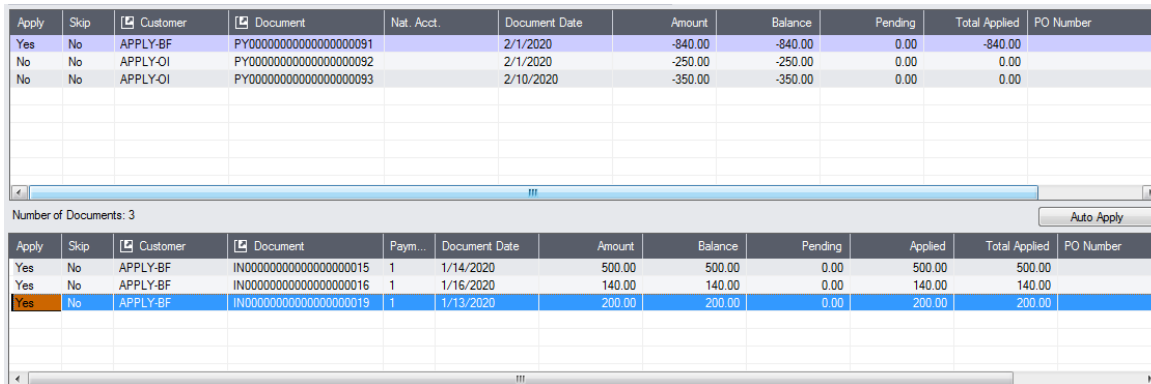 Apply Skip Customer Document Nat. Acct. Document Date Amount Balance Pending Total Applied PO Number
Yes No APPLY-BF PY00000000000000000091 2/1/2020 -840.00 -840.00 0.00 -840.00
No No APPLY-OI PY00000000000000000092 2/1/2020 -250.00 -250.00 0.00 0.00
No No APPLY-OI PY00000000000000000093 2/10/2020 -350.00 -350.00 0.00 0.00
Number of Documents: 3 Auto Apply
Apply Skip Customer Document Paym... Document Date Amount Balance Pending Applied Total Applied PO Number
Yes No APPLY-BF IN00000000000000000015 1 1/14/2020 500.00 500.00 0.00 500.00 500.00
Yes No APPLY-BF IN00000000000000000016 1 1/16/2020 140.00 140.00 0.00 140.00 140.00
Yes No APPLY-BF IN00000000000000000019 1 1/13/2020 200.00 200.00 0.00 200.00 200.00